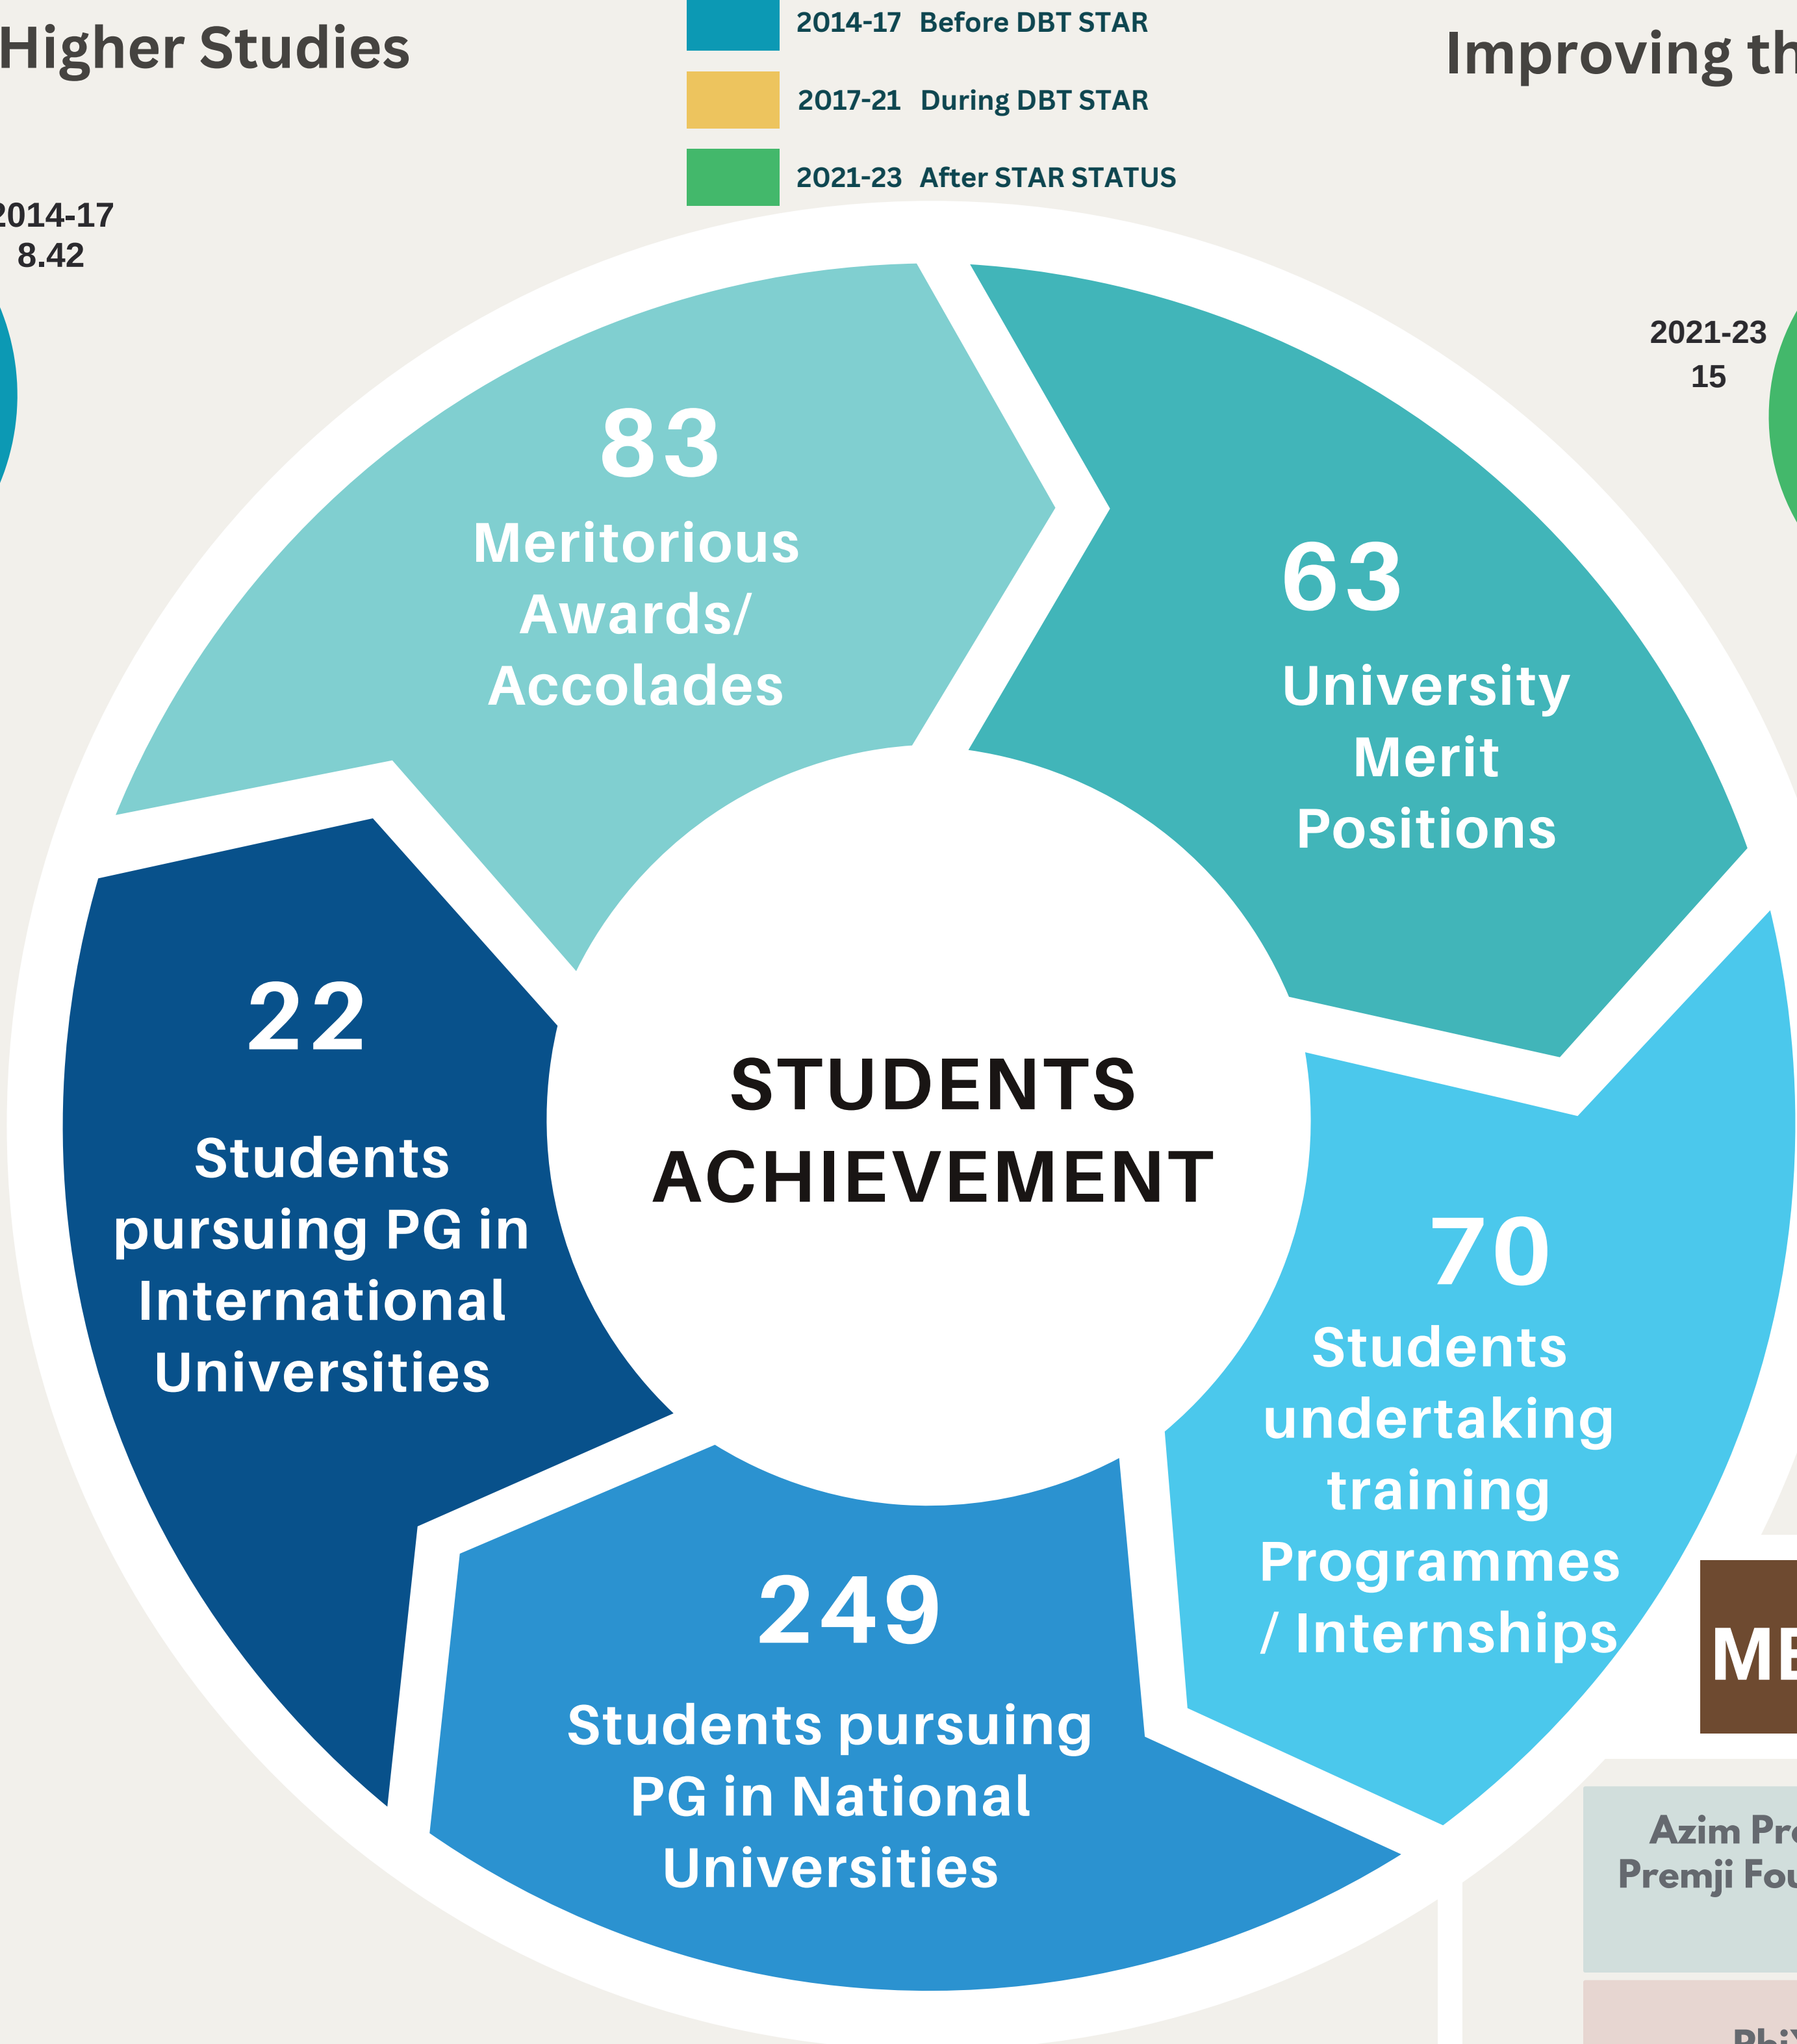 Higher Studies
2014-17 Before DBT STAR
2017-21 During DBT STAR
2021-23 After STAR STATUS
Improving
2014-17
8.42
2021-23
15
83
Meritorious
Awards/
Accolades
63
University
Merit
Positions
22
Students
pursuing PG in
International
Universities
STUDENTS
ACHIEVEMENT
70
Students
undertaking
training
Programmes
/ Internships
249
Students pursuing
PG in National
Universities
Azim
Premji